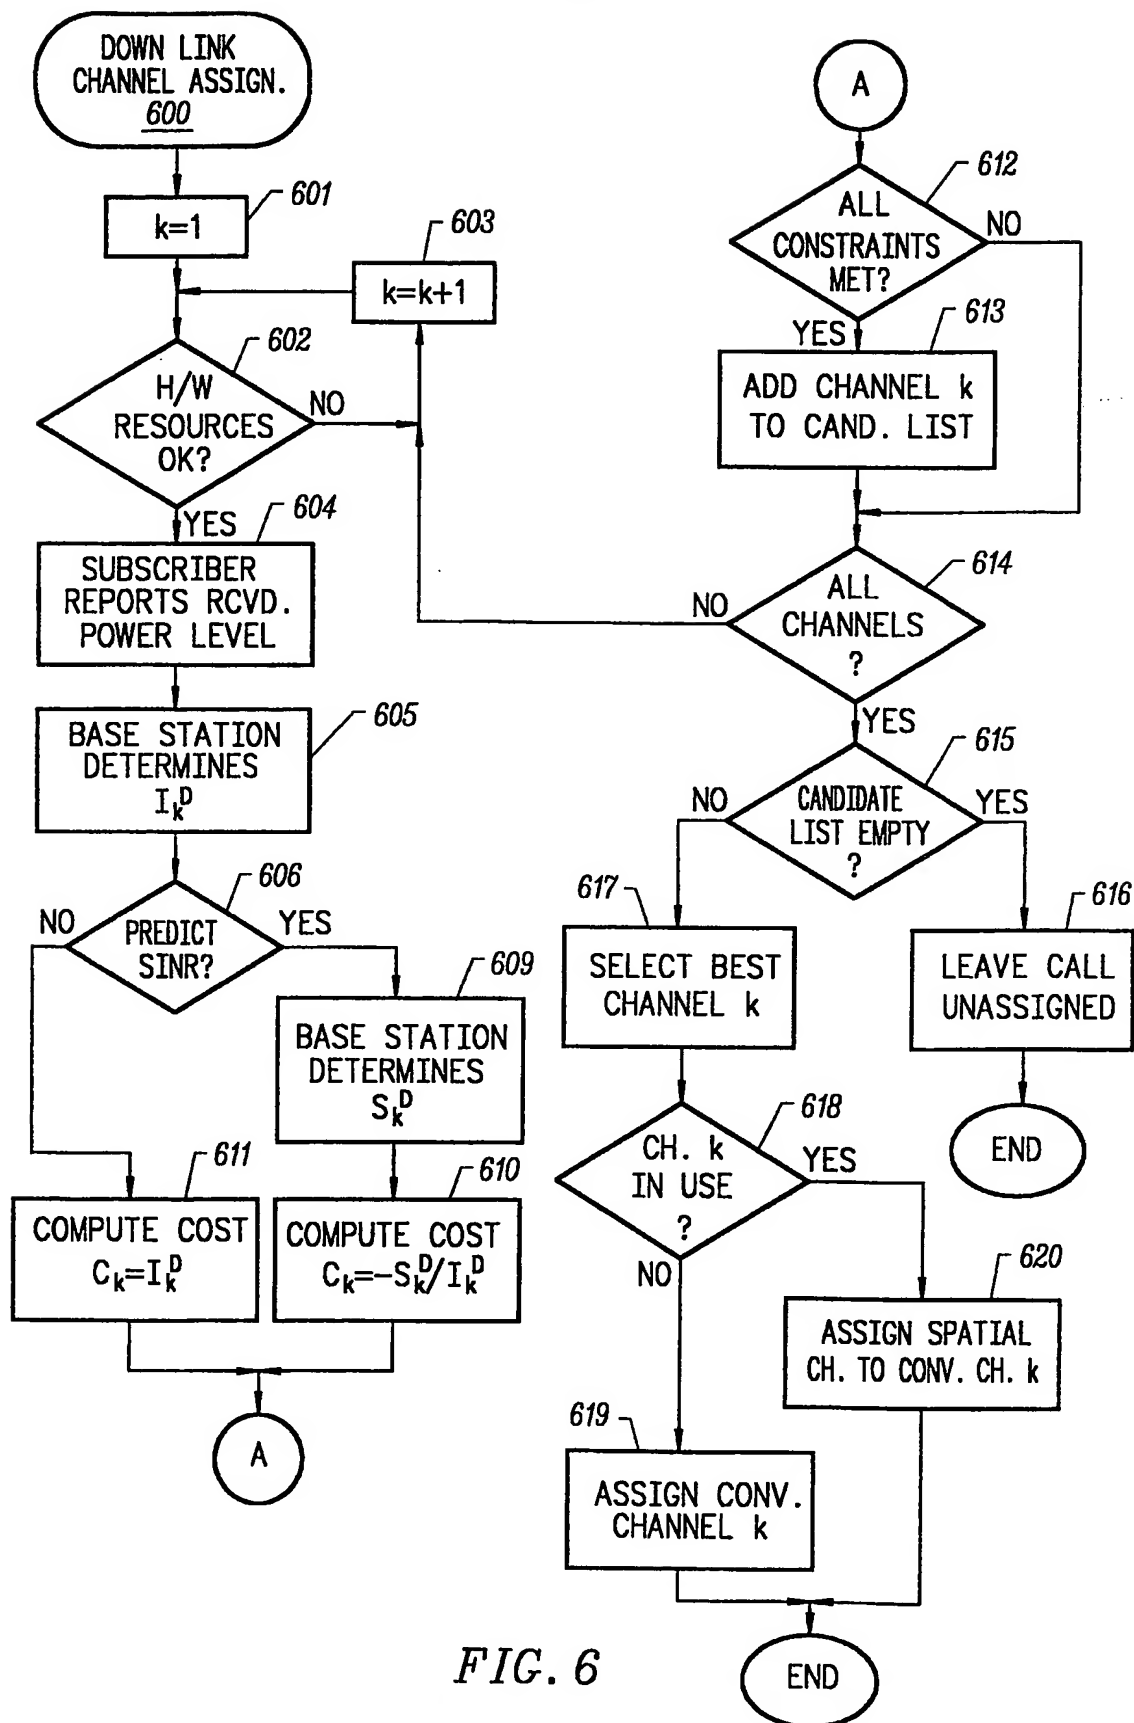 DOWN LINK
CHANNEL ASSIGN.
600
601
k=1
603
k=k+1
602
H/W
RESOURCES
OK?
NO
YES
604
SUBSCRIBER
REPORTS RCVD.
POWER LEVEL
605
BASE STATION
DETERMINES
I_k^D
606
NO
PREDICT
SINR?
YES
609
BASE STATION
DETERMINES
S_k^D
611
COMPUTE COST
C_k=I_k^D
610
COMPUTE COST
C_k=-S_k^D/I_k^D
A
A
612
ALL
CONSTRAINTS
MET?
NO
YES
613
ADD CHANNEL k
TO CAND. LIST
614
NO
ALL
CHANNELS
?
YES
615
NO
CANDIDATE
LIST EMPTY
?
YES
617
SELECT BEST
CHANNEL k
616
LEAVE CALL
UNASSIGNED
END
618
CH. k
IN USE
?
YES
NO
620
ASSIGN SPATIAL
CH. TO CONV. CH. k
619
ASSIGN CONV.
CHANNEL k
END
FIG. 6